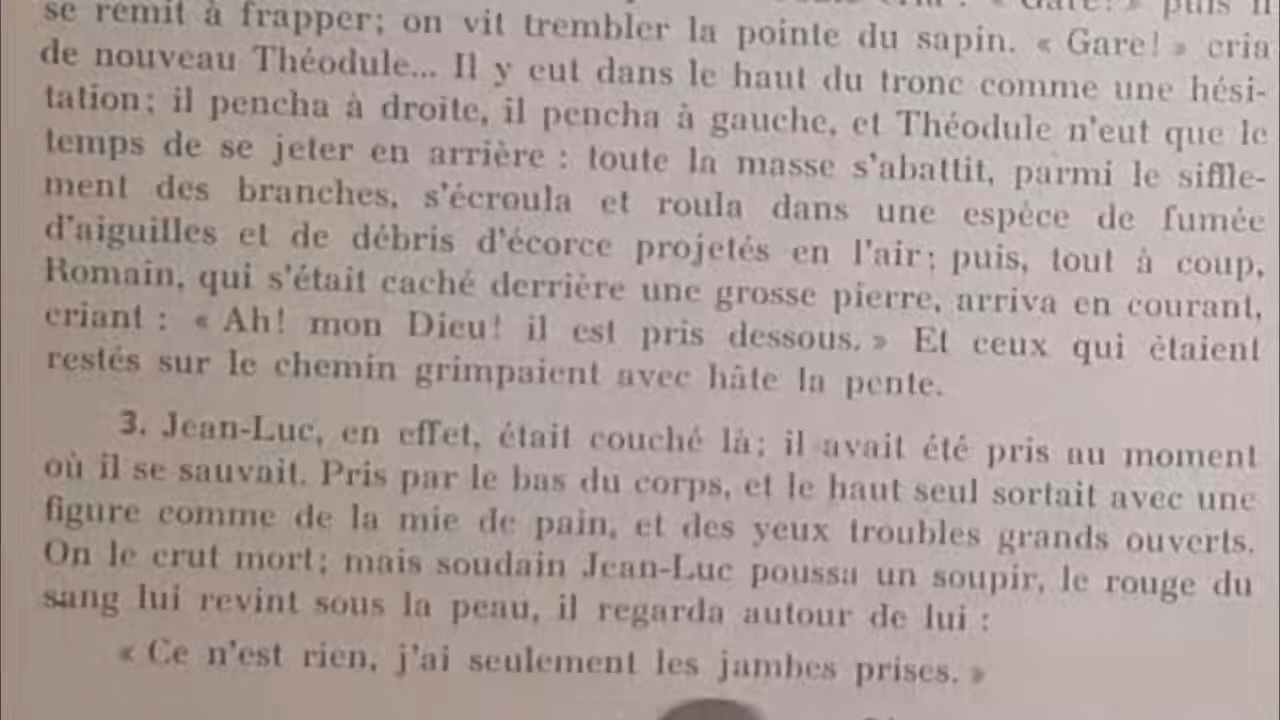 se remit à frapper; on vit trembler la pointe du sapin. « Gare! » cria
de nouveau Théodule... Il y eut dans le haut du tronc comme une hési-
tation; il pencha à droite, il pencha à gauche, et Théodule n'eut que le
temps de se jeter en arrière : toute la masse s'abattit, parmi le siffle-
ment des branches, s'écroula et roula dans une espèce de fumée
d'aiguilles et de débris d'écorce projetés en l'air; puis, tout à coup,
Romain, qui s'était caché derrière une grosse pierre, arriva en courant,
criant : « Ah! mon Dieu! il est pris dessous. » Et ceux qui étaient
restés sur le chemin grimpaient avec hâte la pente.
3. Jean-Luc, en effet, était couché là; il avait été pris au moment
où il se sauvait. Pris par le bas du corps, et le haut seul sortait avec une
figure comme de la mie de pain, et des yeux troubles grands ouverts.
On le crut mort; mais soudain Jean-Luc poussa un soupir, le rouge du
sang lui revint sous la peau, il regarda autour de lui :
« Ce n'est rien, j'ai seulement les jambes prises. »